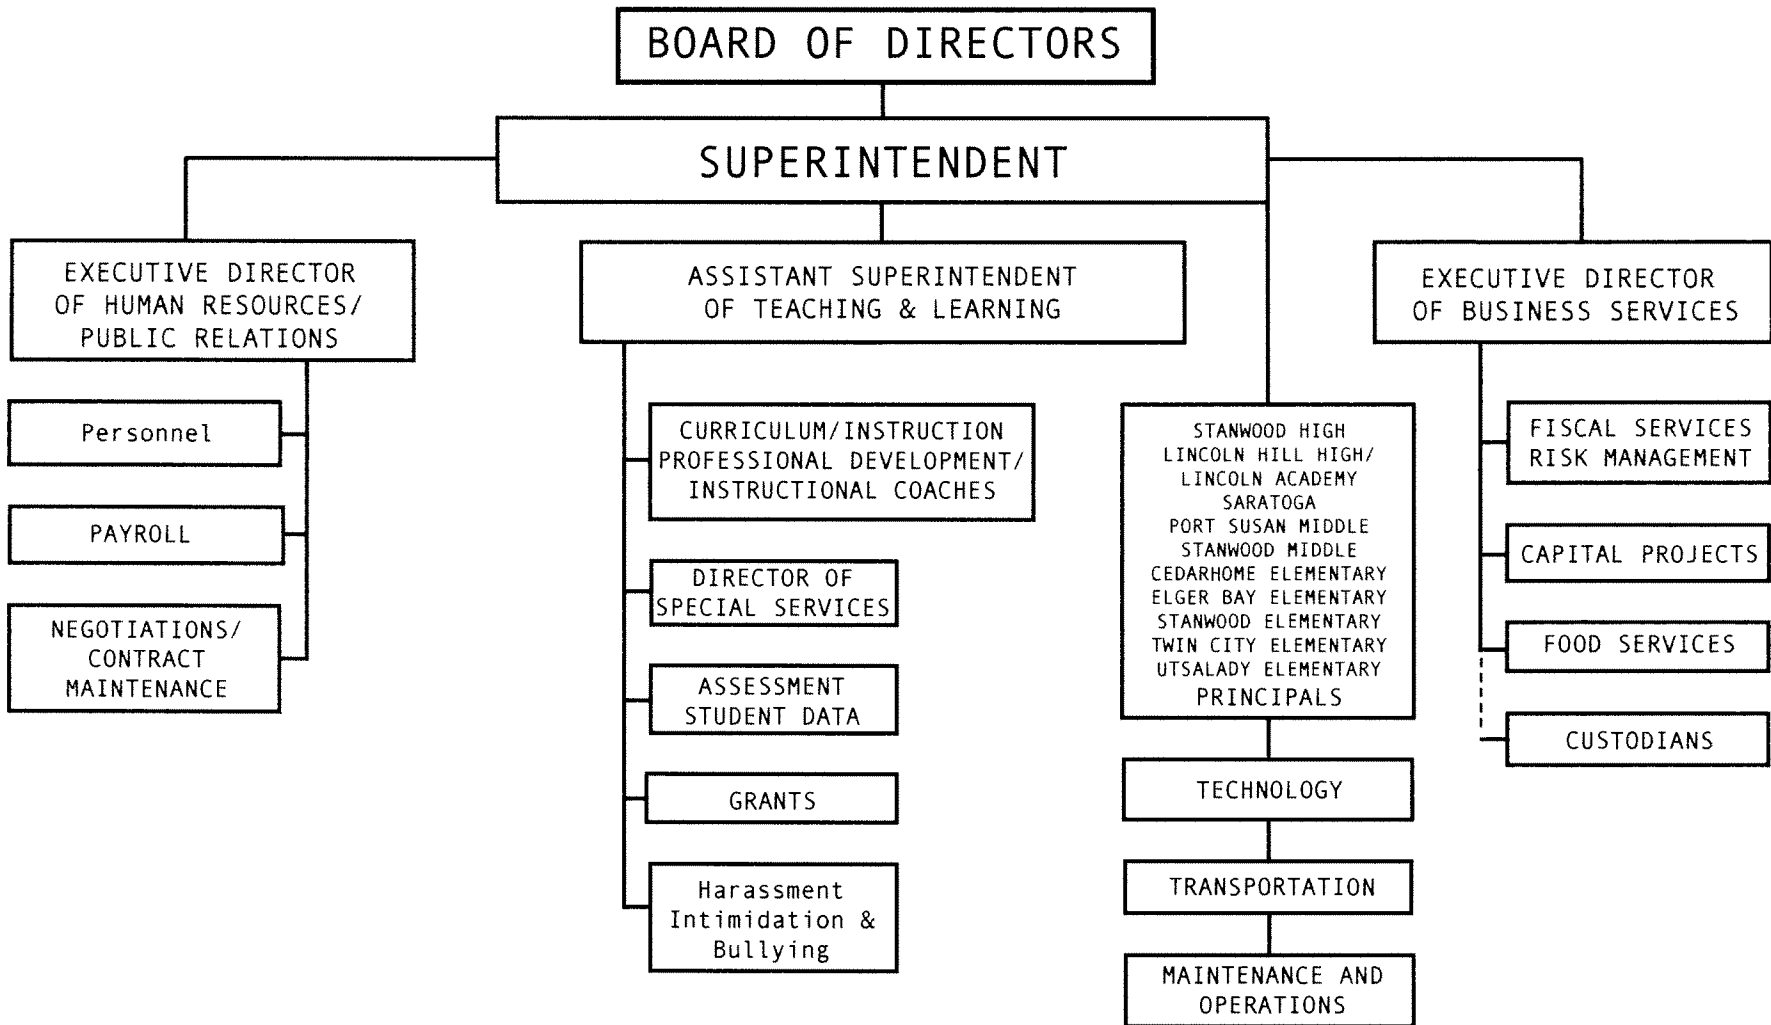 BOARD OF DIRECTORS
SUPERINTENDENT
EXECUTIVE DIRECTOR
OF HUMAN RESOURCES/
PUBLIC RELATIONS
Personnel
PAYROLL
NEGOTIATIONS/
CONTRACT
MAINTENANCE
ASSISTANT SUPERINTENDENT
OF TEACHING & LEARNING
CURRICULUM/INSTRUCTION
PROFESSIONAL DEVELOPMENT/
INSTRUCTIONAL COACHES
DIRECTOR OF
SPECIAL SERVICES
ASSESSMENT
STUDENT DATA
GRANTS
Harassment
Intimidation &
Bullying
STANWOOD HIGH
LINCOLN HILL HIGH/
LINCOLN ACADEMY
SARATOGA
PORT SUSAN MIDDLE
STANWOOD MIDDLE
CEDARHOME ELEMENTARY
ELGER BAY ELEMENTARY
STANWOOD ELEMENTARY
TWIN CITY ELEMENTARY
UTSALADY ELEMENTARY
PRINCIPALS
TECHNOLOGY
TRANSPORTATION
MAINTENANCE AND
OPERATIONS
EXECUTIVE DIRECTOR
OF BUSINESS SERVICES
FISCAL SERVICES
RISK MANAGEMENT
CAPITAL PROJECTS
FOOD SERVICES
CUSTODIANS